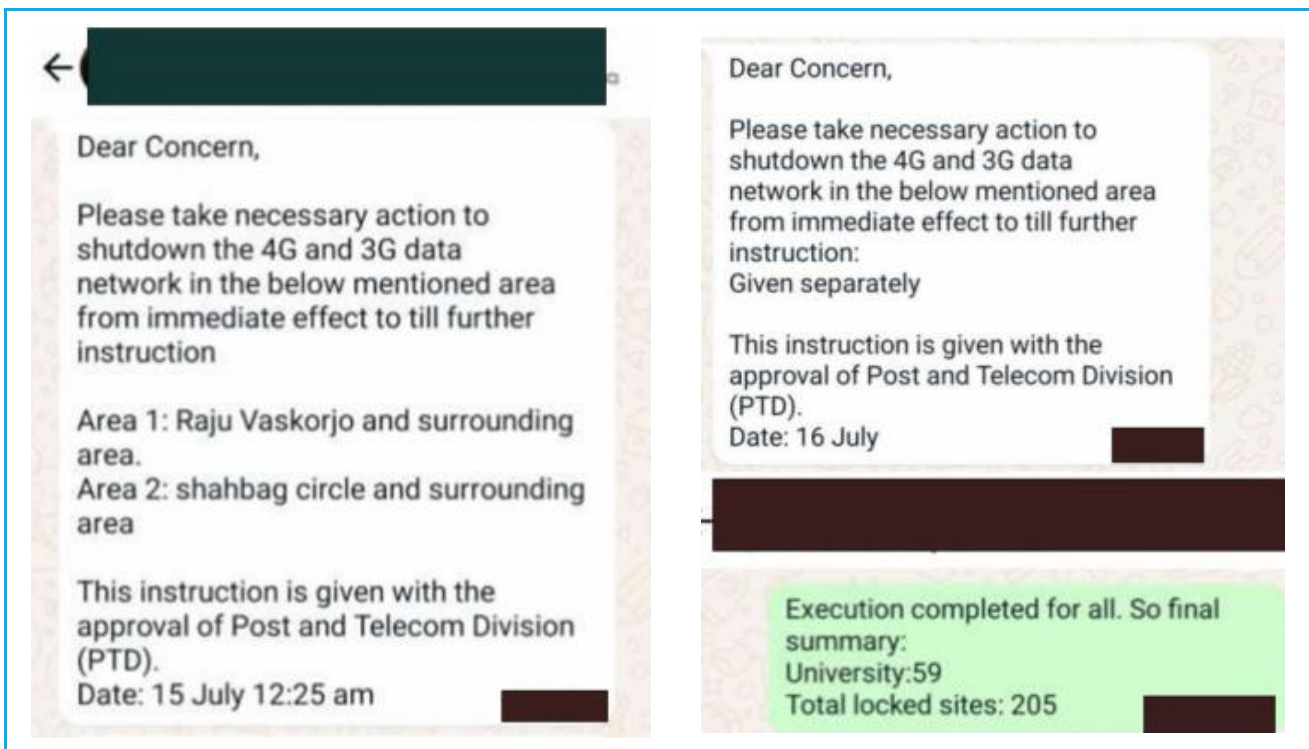 Dear Concern,
Please take necessary action to
shutdown the 4G and 3G data
network in the below mentioned area
from immediate effect to till further
instruction
Area 1: Raju Vaskorjo and surrounding
area.
Area 2: shahbag circle and surrounding
area
This instruction is given with the
approval of Post and Telecom Division
(PTD).
Date: 15 July 12:25 am
Dear Concern,
Please take necessary action to
shutdown the 4G and 3G data
network in the below mentioned area
from immediate effect to till further
instruction:
Given separately
This instruction is given with the
approval of Post and Telecom Division
(PTD).
Date: 16 July
Execution completed for all. So final
summary:
University:59
Total locked sites: 205